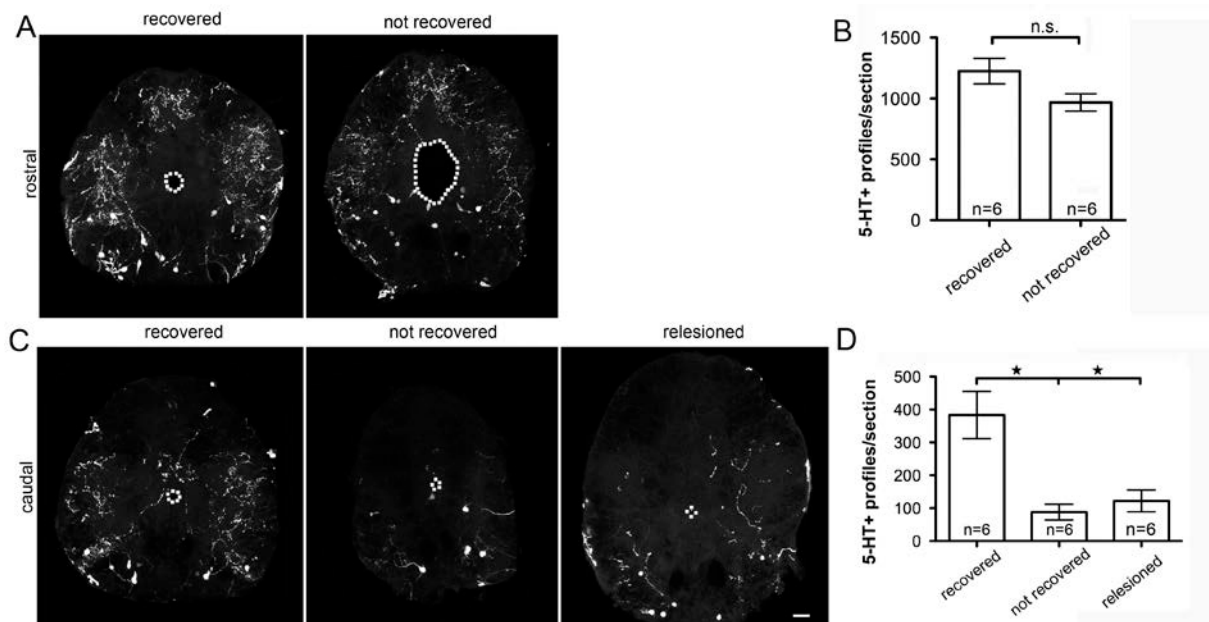 A
recovered
not recovered
rostral
B
5-HT+ profiles/section
1500
1000
500
0
n.s.
n=6
n=6
recovered
not recovered
C
recovered
not recovered
relesioned
caudal
D
5-HT+ profiles/section
500
400
300
200
100
0
★
★
n=6
n=6
n=6
recovered
not recovered
relesioned